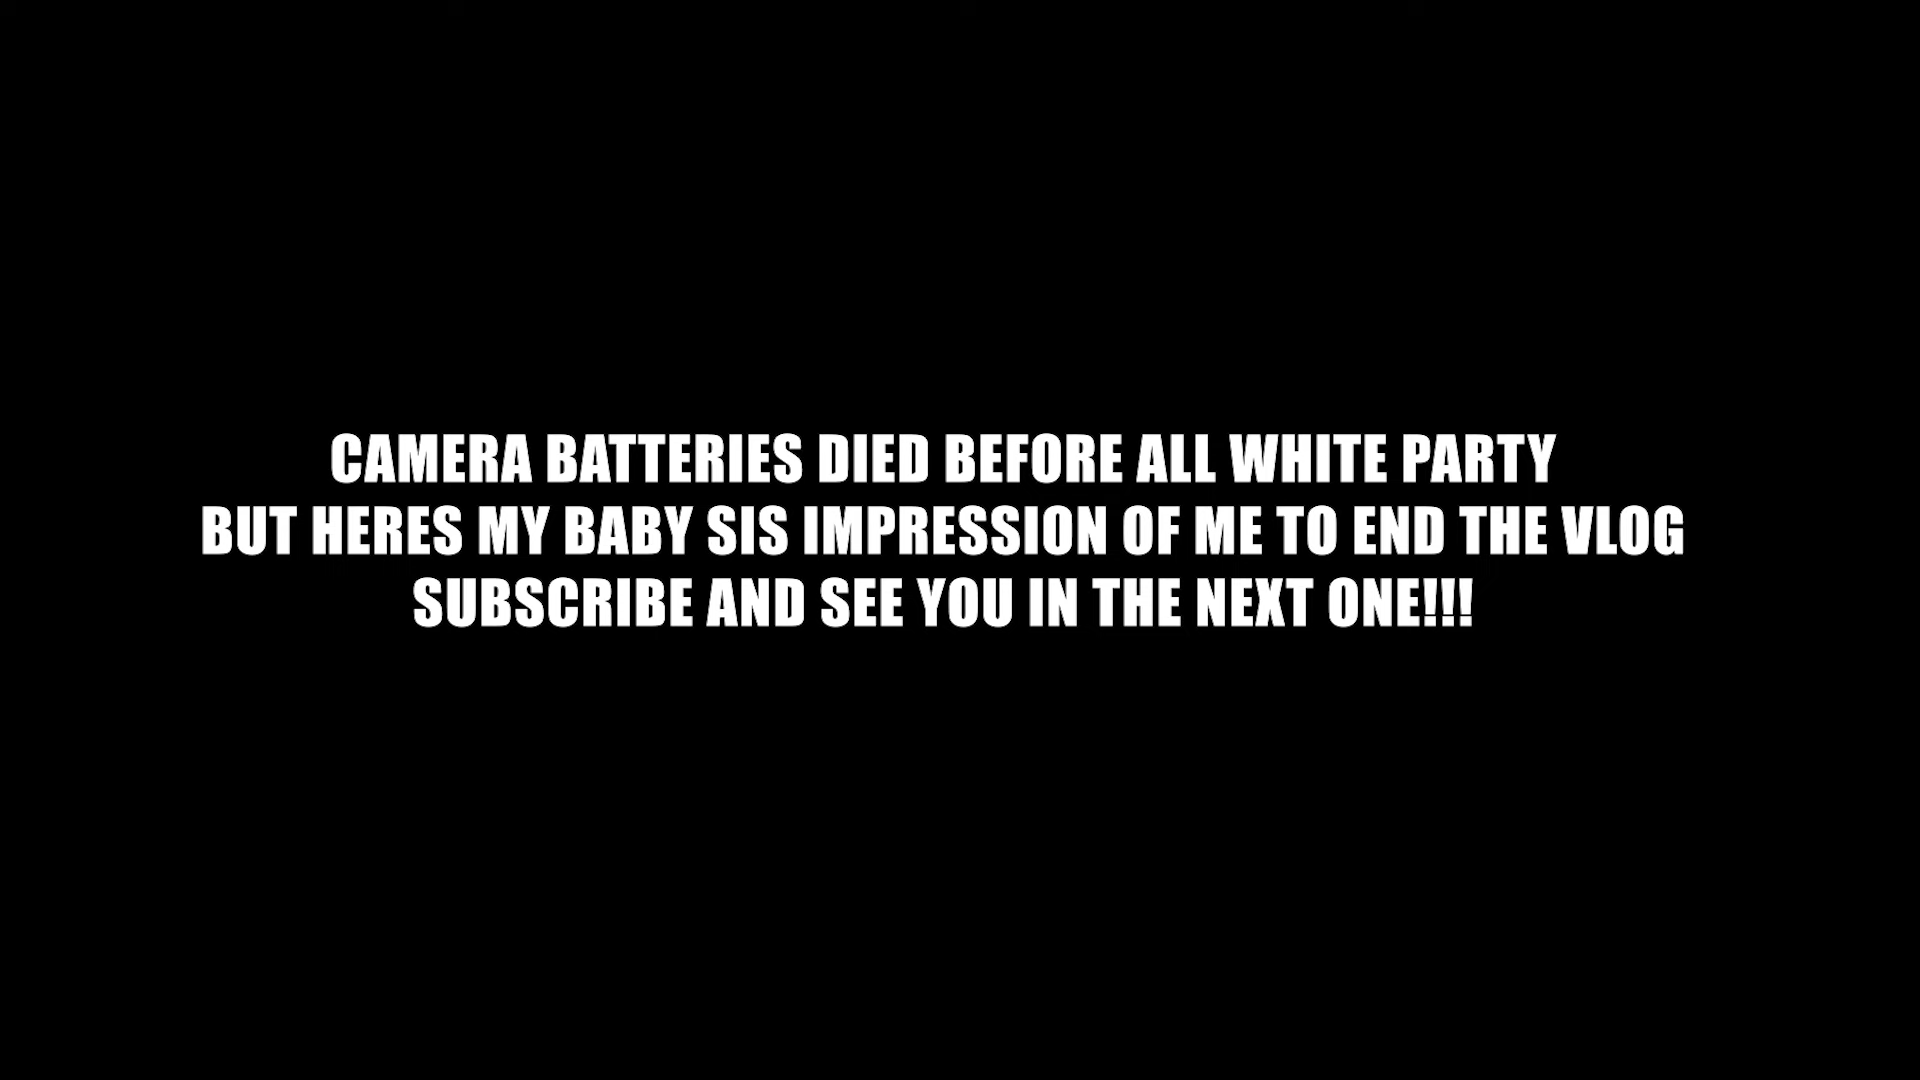 CAMERA BATTERIES DIED BEFORE ALL WHITE PARTY
BUT HERES MY BABY SIS IMPRESSION OF ME TO END THE VLOG
SUBSCRIBE AND SEE YOU IN THE NEXT ONE!!!